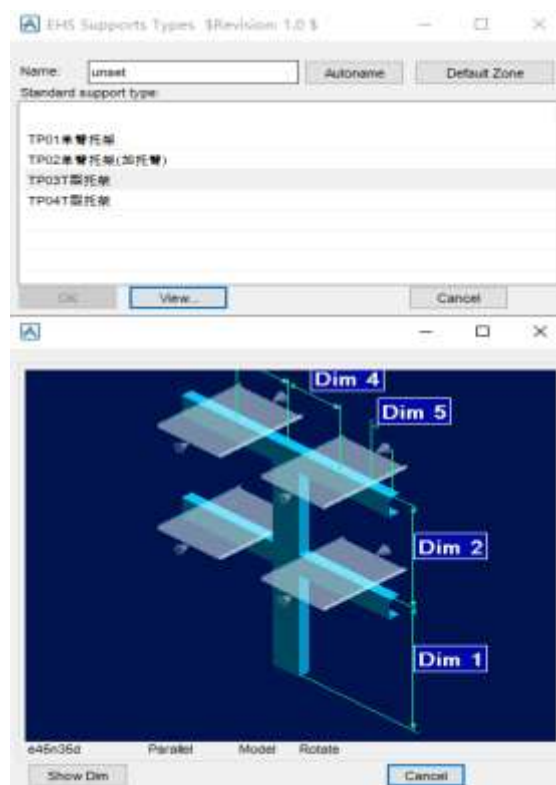 EHS Supports Types $Revision: 1.0 $
Name: unset Autoname Default Zone
Standard support type:
TP01单臂托架
TP02单臂托架(加托臂)
TP03T型托架
TP04T型托架
OK View... Cancel
Dim 4
Dim 5
Dim 2
Dim 1
e45n35d Parallel Model Rotate
Show Dim Cancel